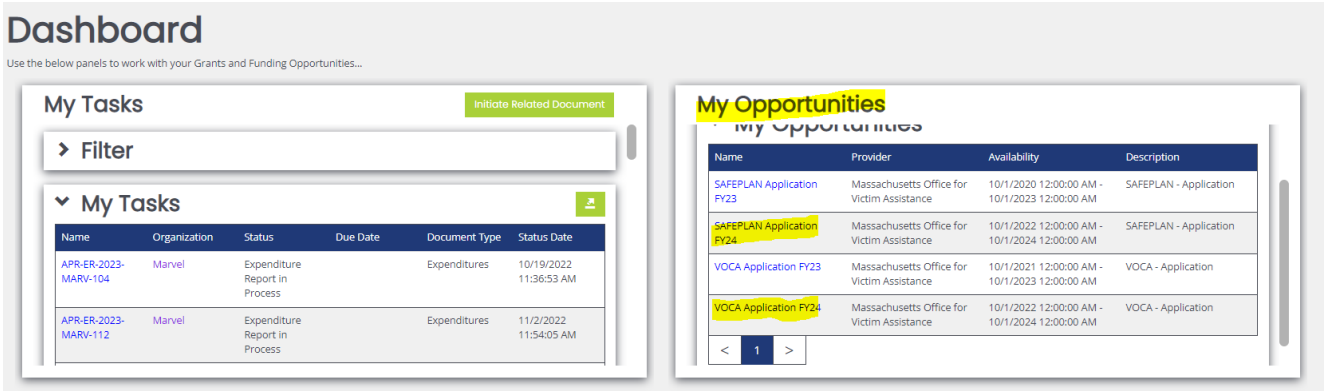 Dashboard
Use the below panels to work with your Grants and Funding Opportunities...
My Tasks
Initiate Related Document
Filter
My Tasks
Name Organization Status Due Date Document Type Status Date
APR-ER-2023- Marvel Expenditure Expenditures 10/19/2022
MARV-104 Report in 11:36:53 AM
Process
APR-ER-2023- Marvel Expenditure Expenditures 11/2/2022
MARV-112 Report in 11:54:05 AM
Process
My Opportunities
My Opportunities
Name Provider Availability Description
SAFEPLAN Application Massachusetts Office for 10/1/2020 12:00:00 AM - SAFEPLAN - Application
FY23 Victim Assistance 10/1/2023 12:00:00 AM
SAFEPLAN Application Massachusetts Office for 10/1/2022 12:00:00 AM - SAFEPLAN - Application
FY24 Victim Assistance 10/1/2024 12:00:00 AM
VOCA Application FY23 Massachusetts Office for 10/1/2021 12:00:00 AM - VOCA - Application
Victim Assistance 10/1/2023 12:00:00 AM
VOCA Application FY24 Massachusetts Office for 10/1/2022 12:00:00 AM - VOCA - Application
Victim Assistance 10/1/2024 12:00:00 AM
< 1 >